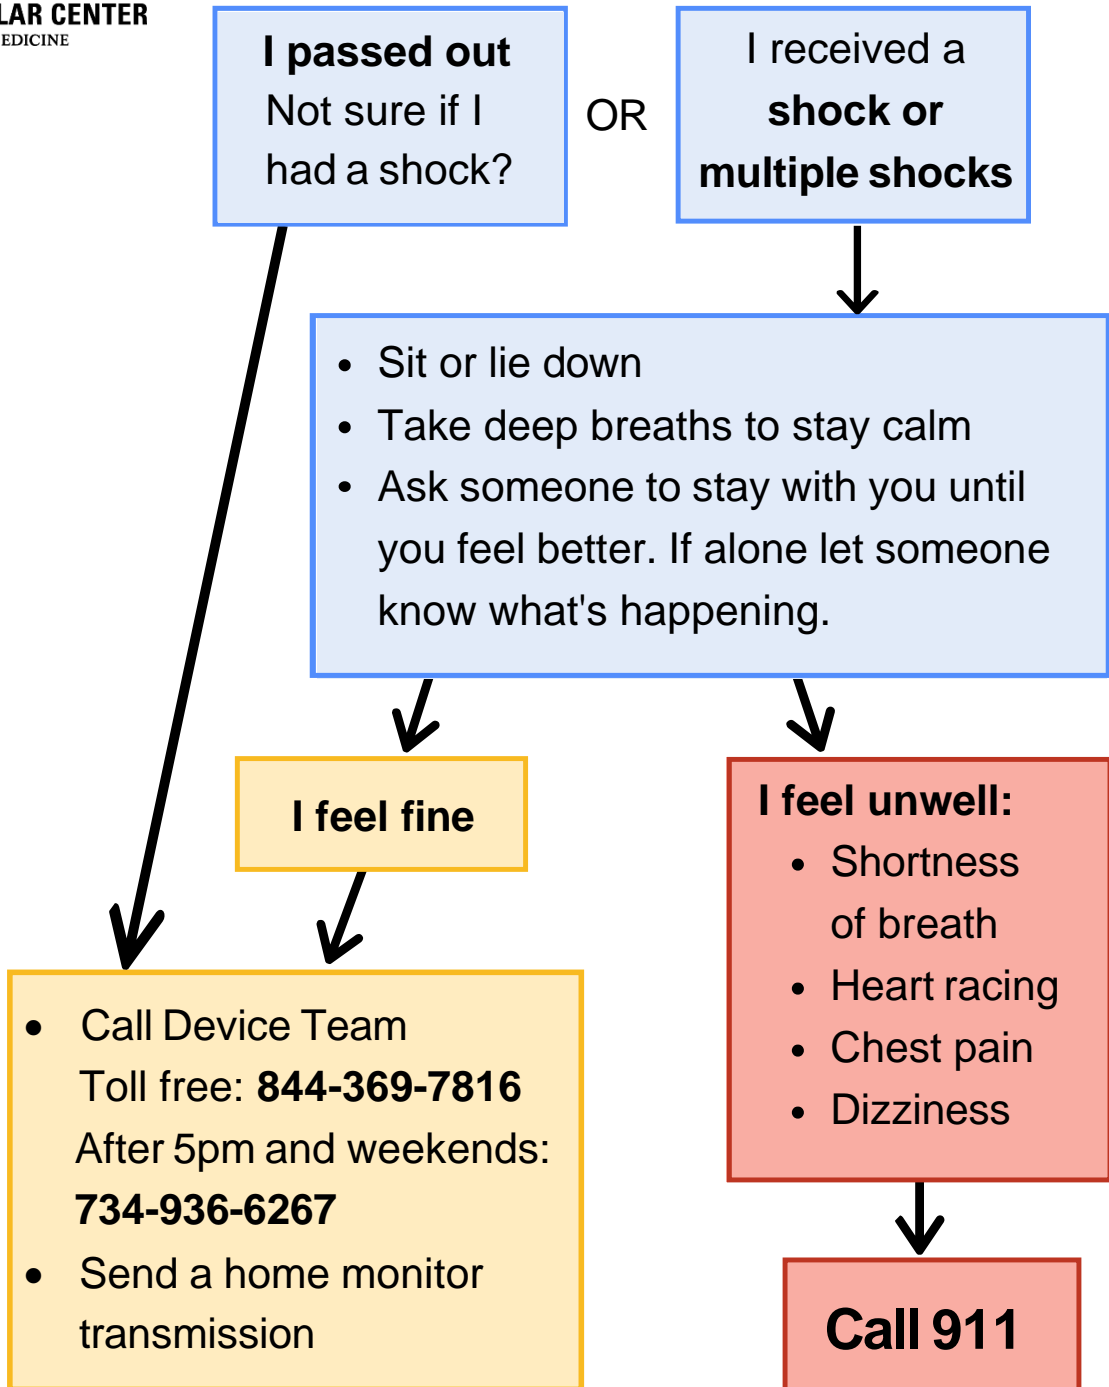 LAR CENTER
EDICINE
I passed out
Not sure if I
had a shock?
OR
I received a
shock or
multiple shocks
• Sit or lie down
• Take deep breaths to stay calm
• Ask someone to stay with you until
you feel better. If alone let someone
know what's happening.
I feel fine
I feel unwell:
• Shortness
of breath
• Heart racing
• Chest pain
• Dizziness
• Call Device Team
Toll free: 844-369-7816
After 5pm and weekends:
734-936-6267
• Send a home monitor
transmission
Call 911